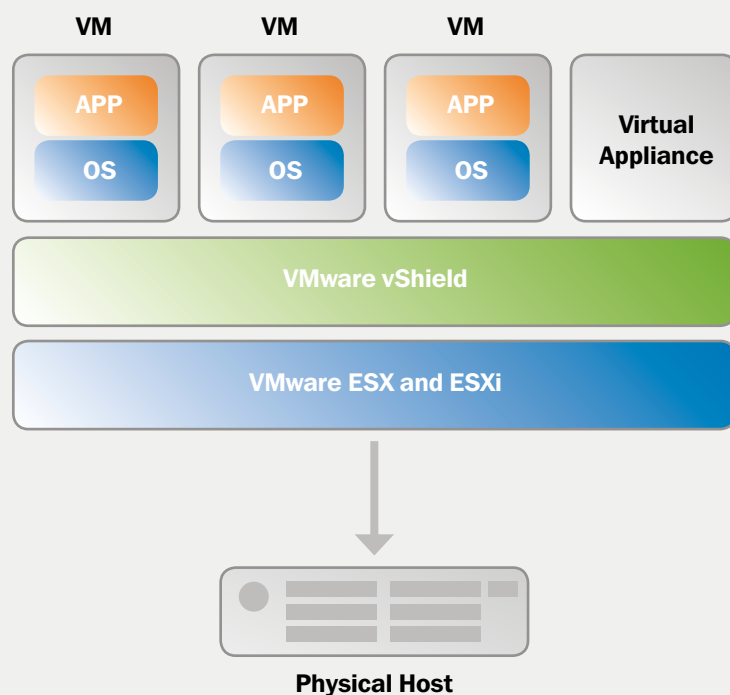 VM
VM
VM
APP
APP
APP
OS
OS
OS
Virtual
Appliance
VMware vShield
VMware ESX and ESXi
Physical Host